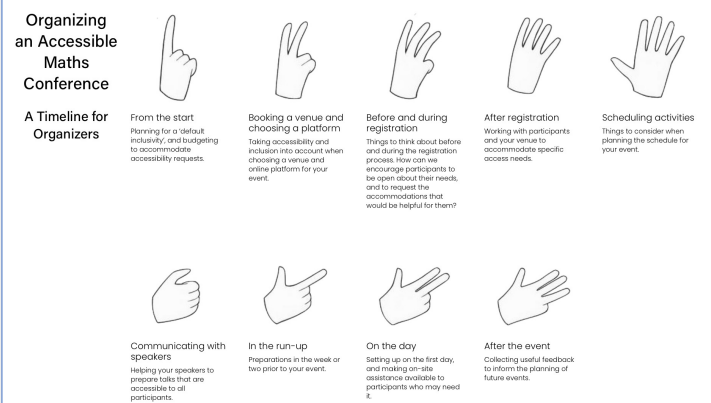 Organizing
an Accessible
Maths
Conference
A Timeline for
Organizers
From the start
Planning for a 'default
inclusivity', and budgeting
to accommodate
accessibility requests.
Booking a venue and
choosing a platform
Taking accessibility and
inclusion into account when
choosing a venue and
online platform for your
event.
Before and during
registration
Things to think about before
and during the registration
process. How can we
encourage participants to
be open about their needs,
and to request the
accommodations that
would be helpful for them?
After registration
Working with participants
and your venue to
accommodate specific
access needs.
Scheduling activities
Things to consider when
planning the schedule for
your event.
Communicating with
speakers
Helping your speakers to
prepare talks that are
accessible to all
participants.
In the run-up
Preparations in the week or
two prior to your event.
On the day
Setting up on the first day,
and making on-site
assistance available to
participants who may need
it.
After the event
Collecting useful feedback
to inform the planning of
future events.